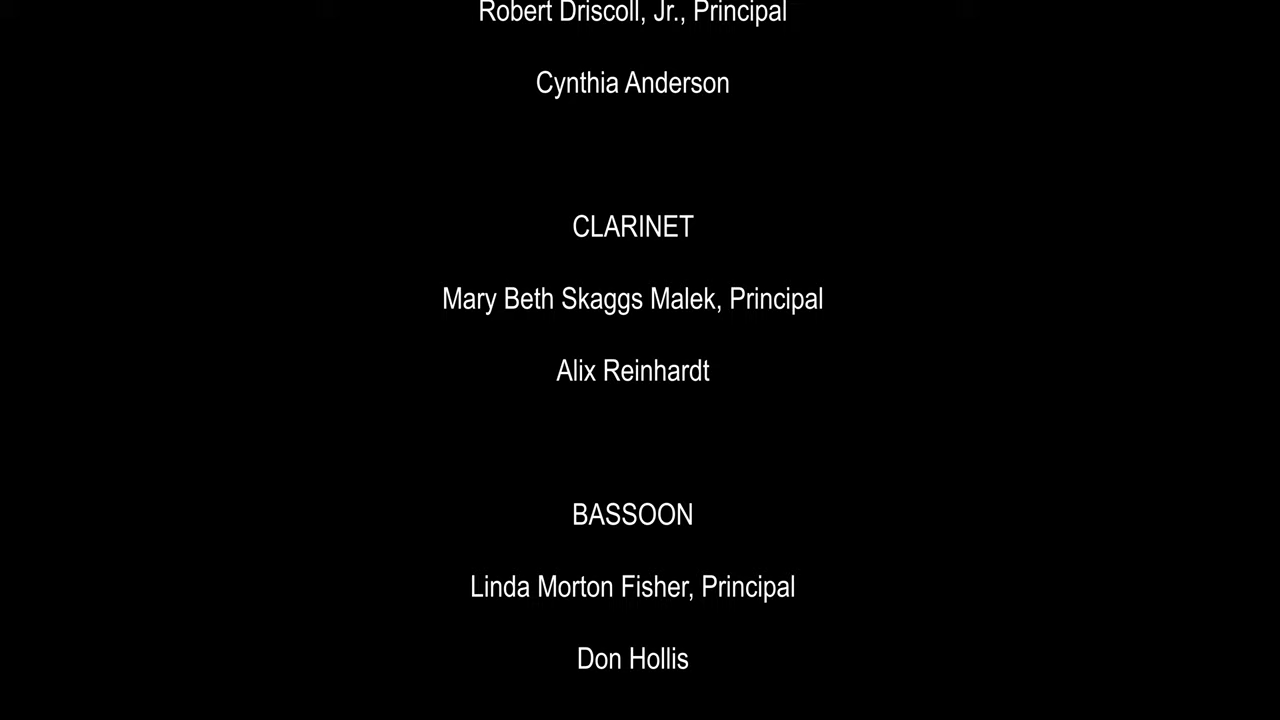 Robert Driscoll, Jr., Principal
Cynthia Anderson
CLARINET
Mary Beth Skaggs Malek, Principal
Alix Reinhardt
BASSOON
Linda Morton Fisher, Principal
Don Hollis